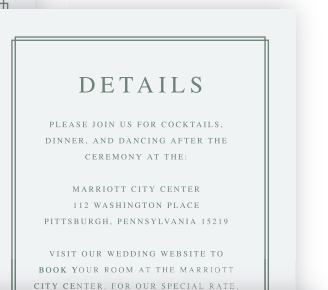 DETAILS
PLEASE JOIN US FOR COCKTAILS,
DINNER, AND DANCING AFTER THE
CEREMONY AT THE:
MARRIOTT CITY CENTER
112 WASHINGTON PLACE
PITTSBURGH, PENNSYLVANIA 15219
VISIT OUR WEDDING WEBSITE TO
BOOK YOUR ROOM AT THE MARRIOTT
CITY CENTER, FOR OUR SPECIAL RATE.